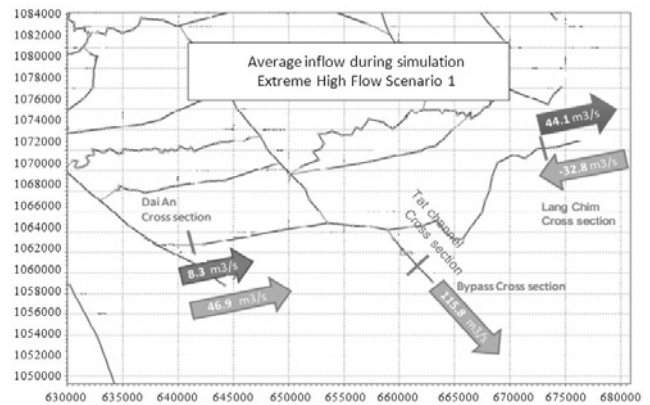 1084000
1082000
1080000
1078000
1076000
1074000
1072000
1070000
1068000
1066000
1064000
1062000
1060000
1058000
1056000
1054000
1052000
1050000
Average inflow during simulation
Extreme High Flow Scenario 1
44.1 m3/s
-32.8 m3/s
Lang Chim
Cross section
Dai An
Cross section
Tat channel
Cross section
8.3 m3/s
46.9 m3/s
Bypass Cross section
115.8 m3/s
630000 635000 640000 645000 650000 655000 660000 665000 670000 675000 680000